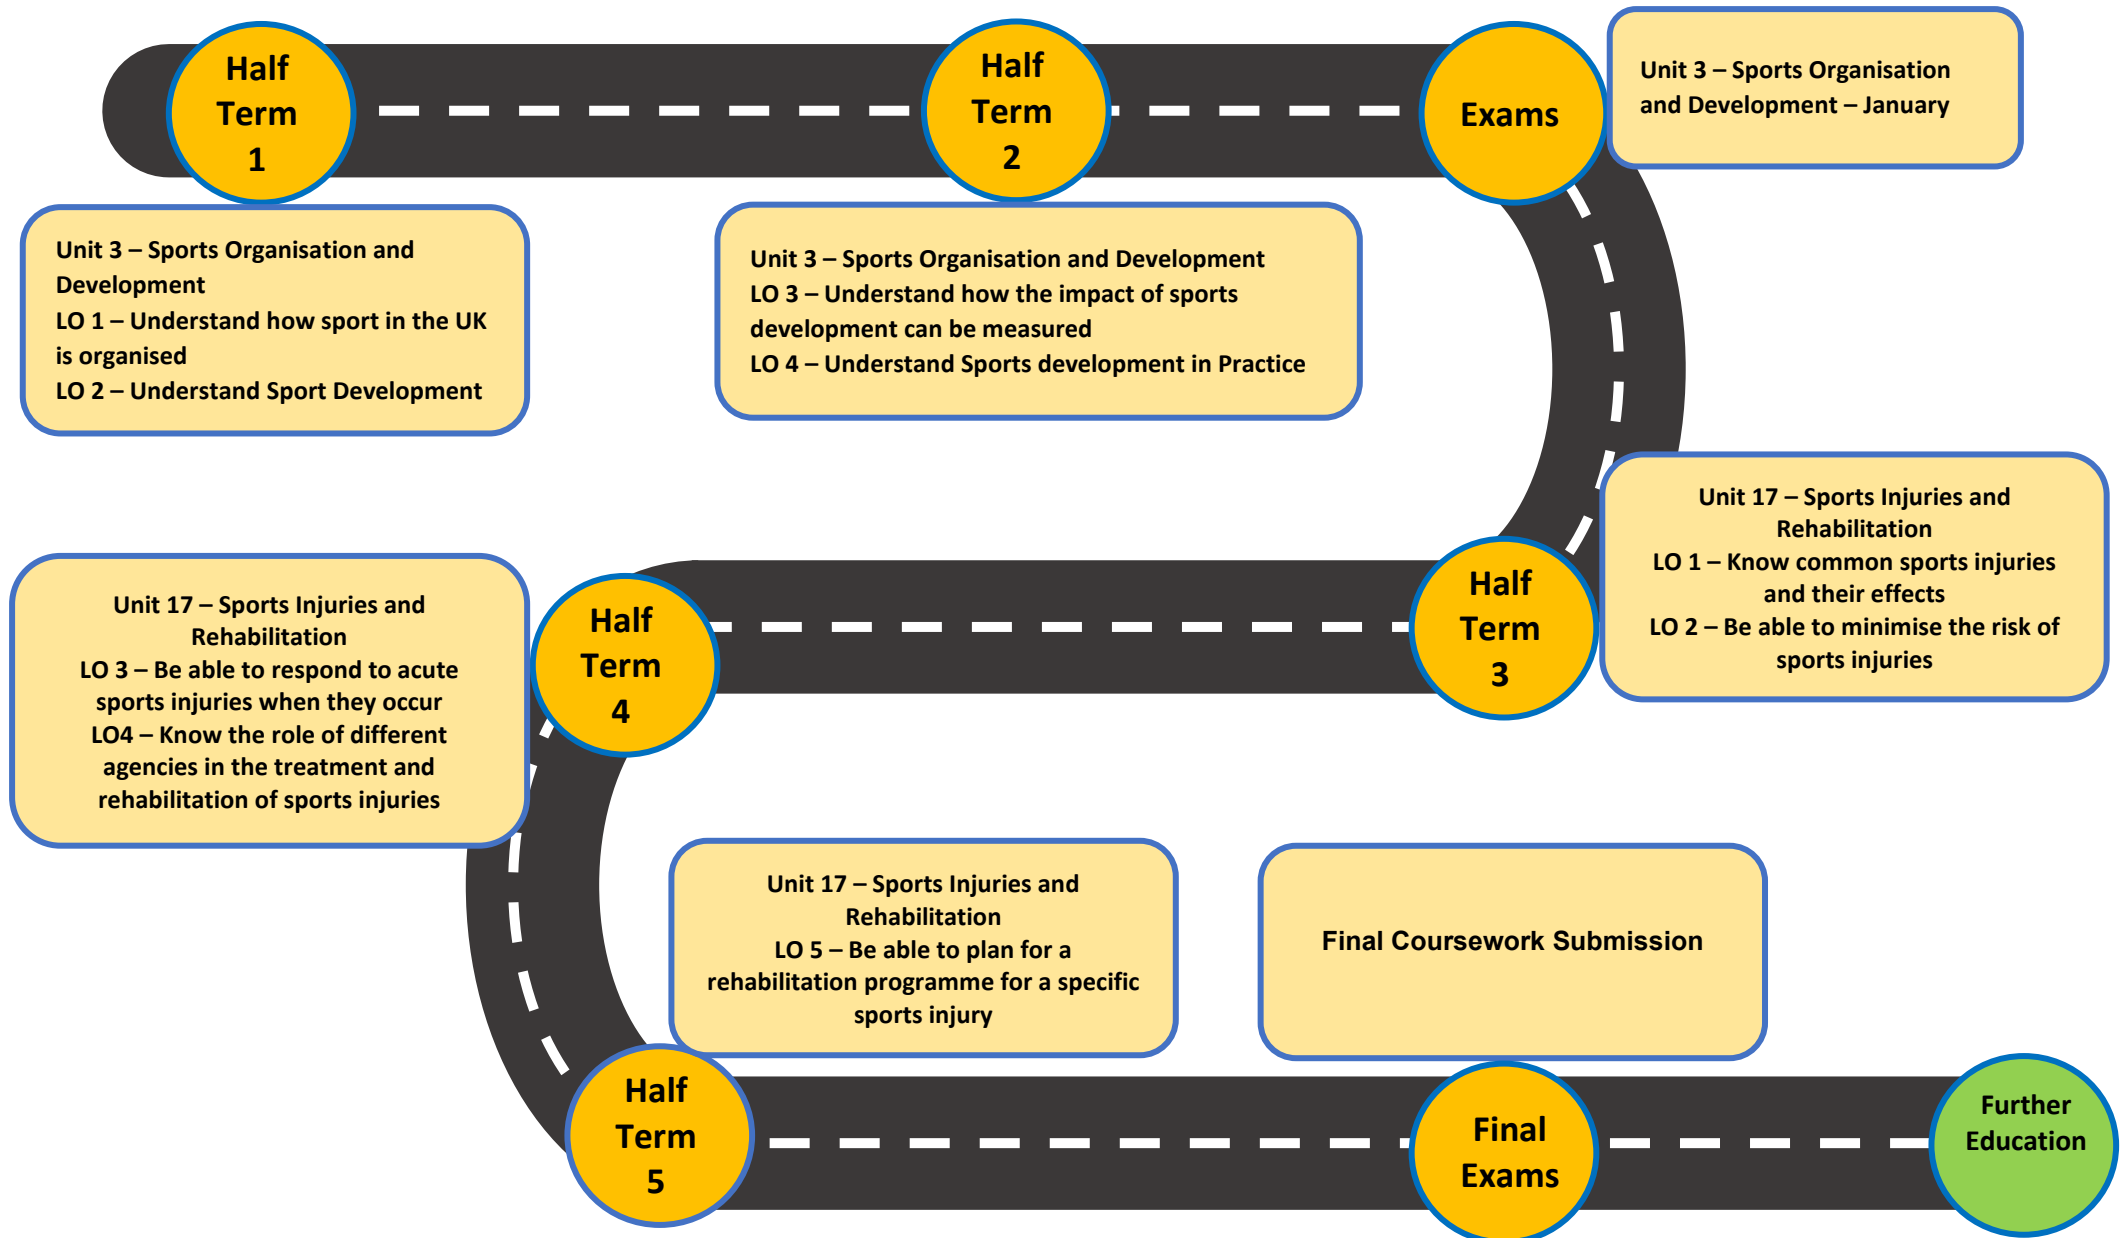 Half
Term
1
Half
Term
2
Exams
Unit 3 – Sports Organisation
and Development – January
Unit 3 – Sports Organisation and
Development
LO 1 – Understand how sport in the UK
is organised
LO 2 – Understand Sport Development
Unit 3 – Sports Organisation and Development
LO 3 – Understand how the impact of sports
development can be measured
LO 4 – Understand Sports development in Practice
Unit 17 – Sports Injuries and
Rehabilitation
LO 1 – Know common sports injuries
and their effects
LO 2 – Be able to minimise the risk of
sports injuries
Half
Term
3
Half
Term
4
Unit 17 – Sports Injuries and
Rehabilitation
LO 3 – Be able to respond to acute
sports injuries when they occur
LO4 – Know the role of different
agencies in the treatment and
rehabilitation of sports injuries
Unit 17 – Sports Injuries and
Rehabilitation
LO 5 – Be able to plan for a
rehabilitation programme for a specific
sports injury
Final Coursework Submission
Half
Term
5
Final
Exams
Further
Education